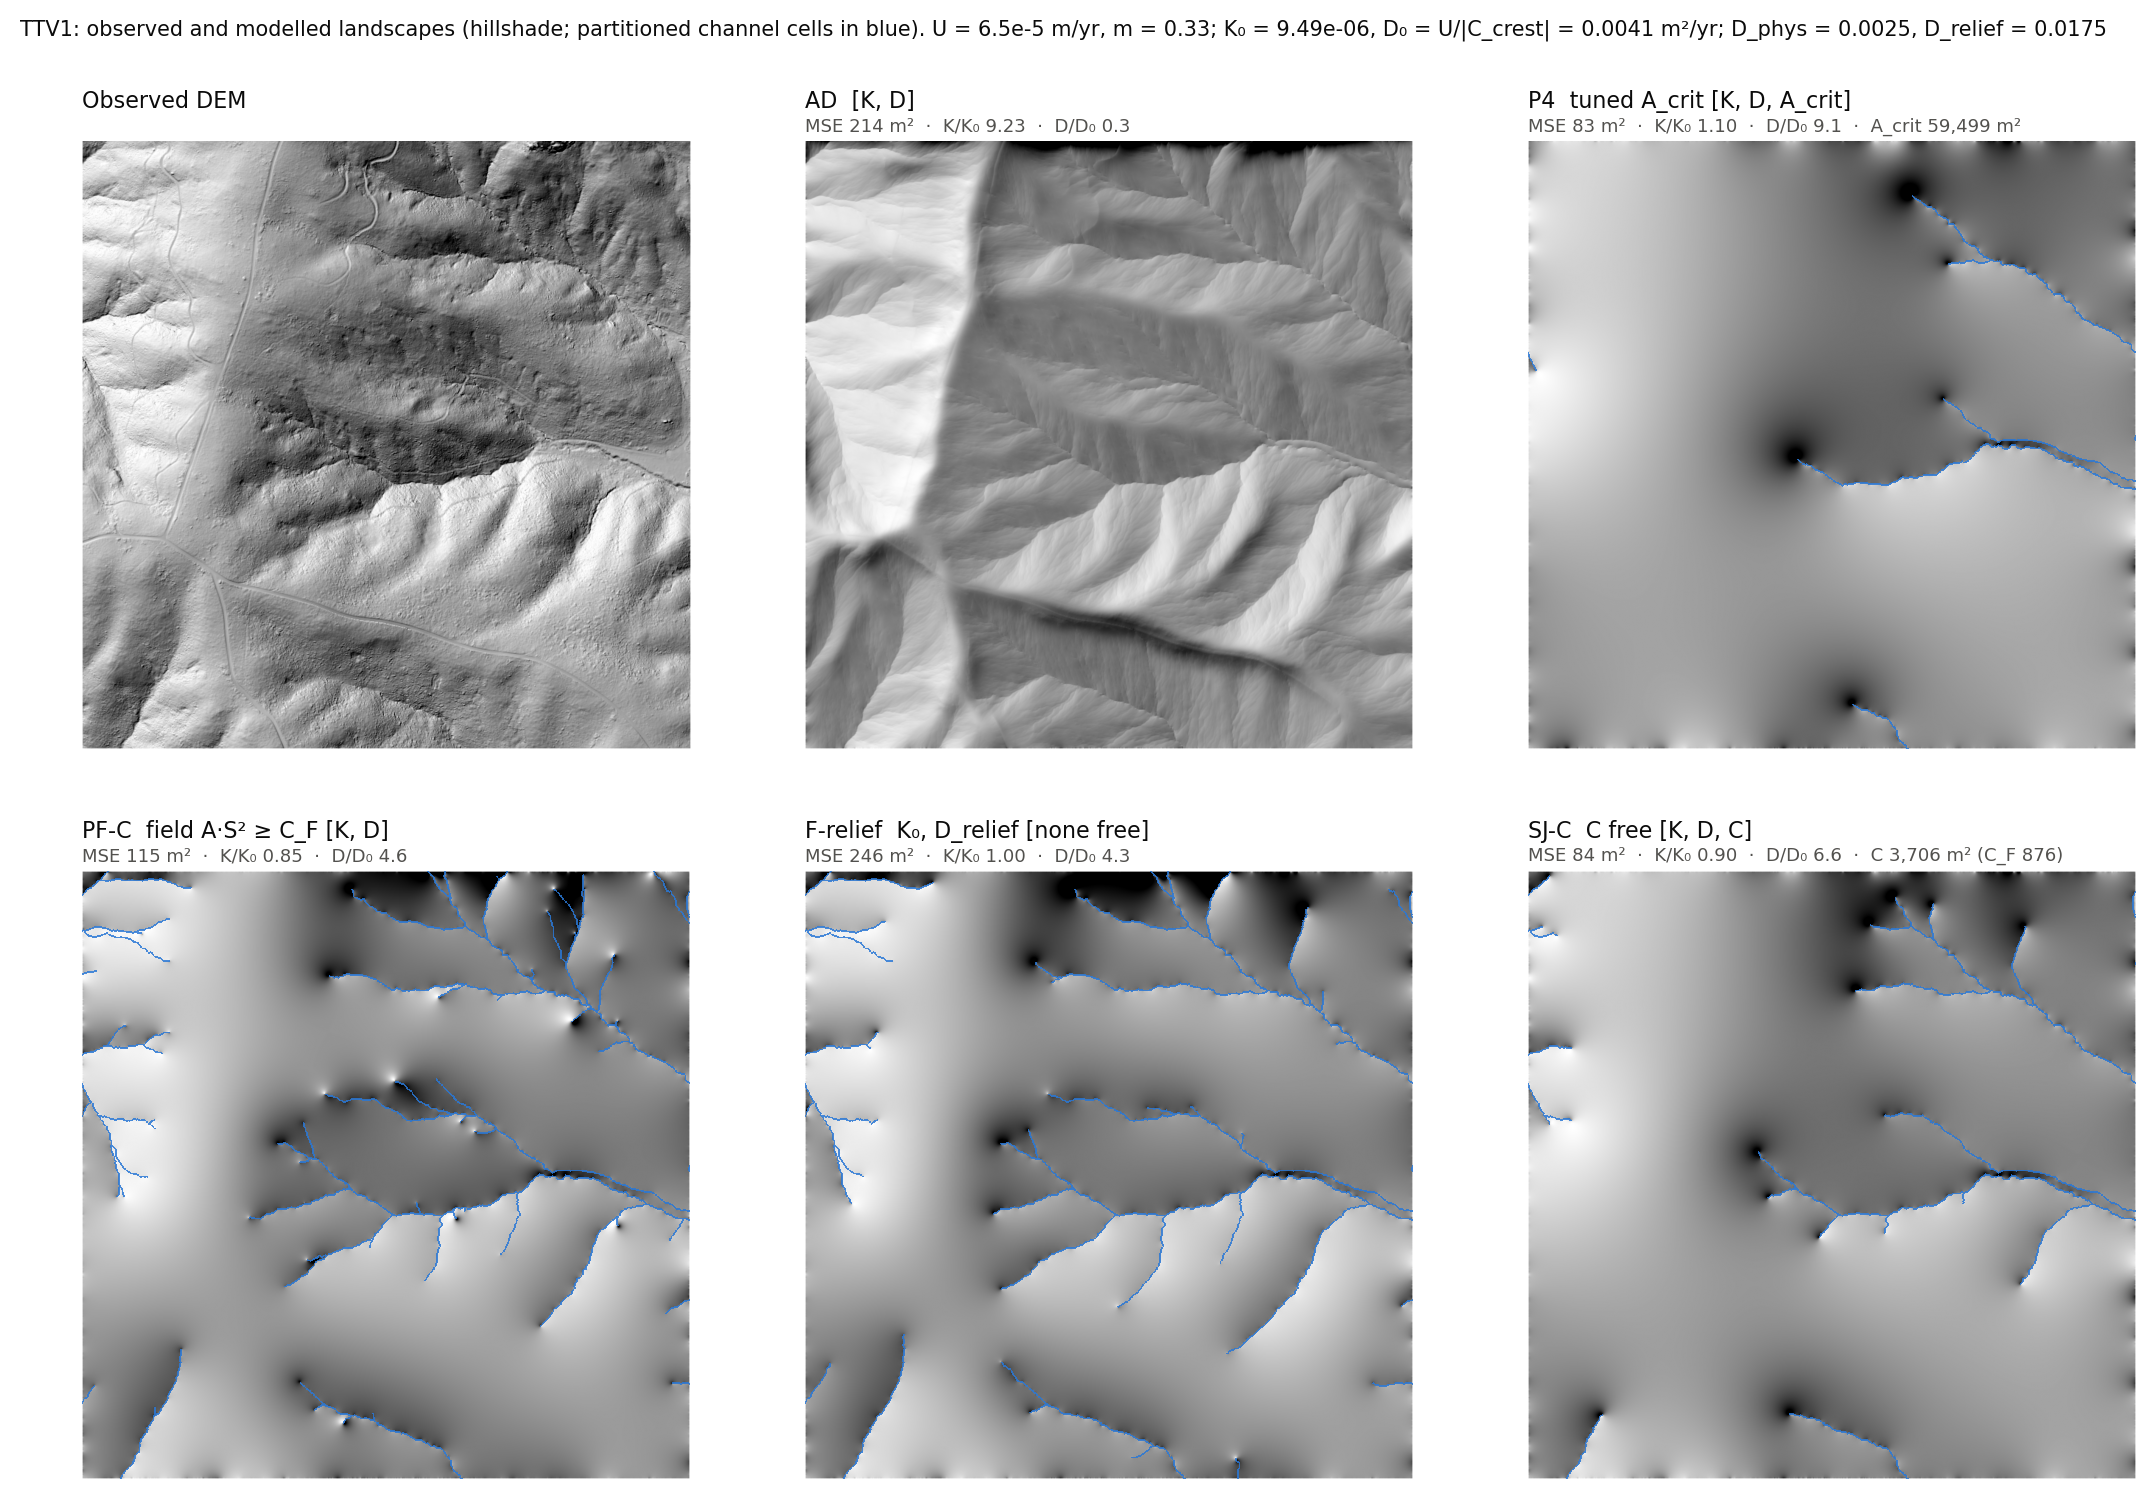 TTV1: observed and modelled landscapes (hillshade; partitioned channel cells in blue). U = 6.5e-5 m/yr, m = 0.33; K₀ = 9.49e-06, D₀ = U/|C_crest| = 0.0041 m²/yr; D_phys = 0.0025, D_relief = 0.0175
Observed DEM
AD [K, D]
MSE 214 m² · K/K₀ 9.23 · D/D₀ 0.3
P4 tuned A_crit [K, D, A_crit]
MSE 83 m² · K/K₀ 1.10 · D/D₀ 9.1 · A_crit 59,499 m²
PF-C field A·S² ≥ C_F [K, D]
MSE 115 m² · K/K₀ 0.85 · D/D₀ 4.6
F-relief K₀, D_relief [none free]
MSE 246 m² · K/K₀ 1.00 · D/D₀ 4.3
SJ-C C free [K, D, C]
MSE 84 m² · K/K₀ 0.90 · D/D₀ 6.6 · C 3,706 m² (C_F 876)